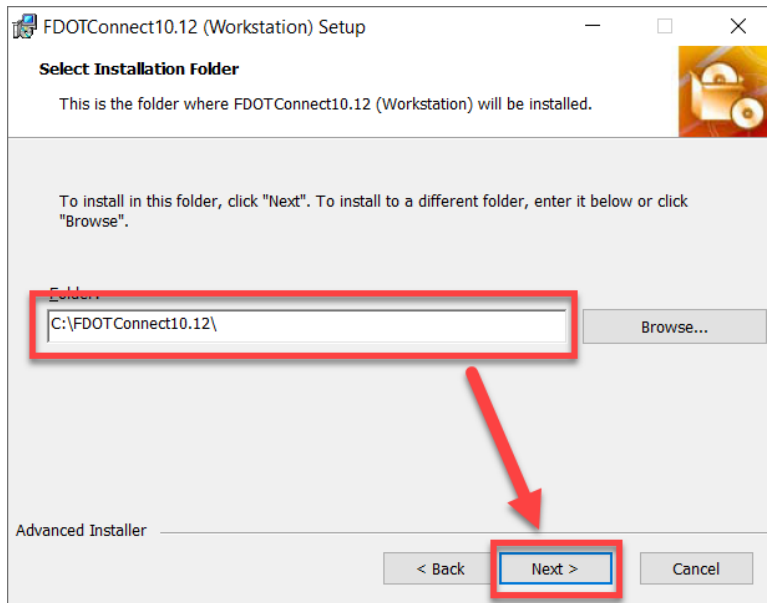 FDOTConnect10.12 (Workstation) Setup
Select Installation Folder
This is the folder where FDOTConnect10.12 (Workstation) will be installed.
To install in this folder, click "Next". To install to a different folder, enter it below or click
"Browse".
Folder:
C:\FDOTConnect10.12\
Browse...
Advanced Installer
< Back
Next >
Cancel